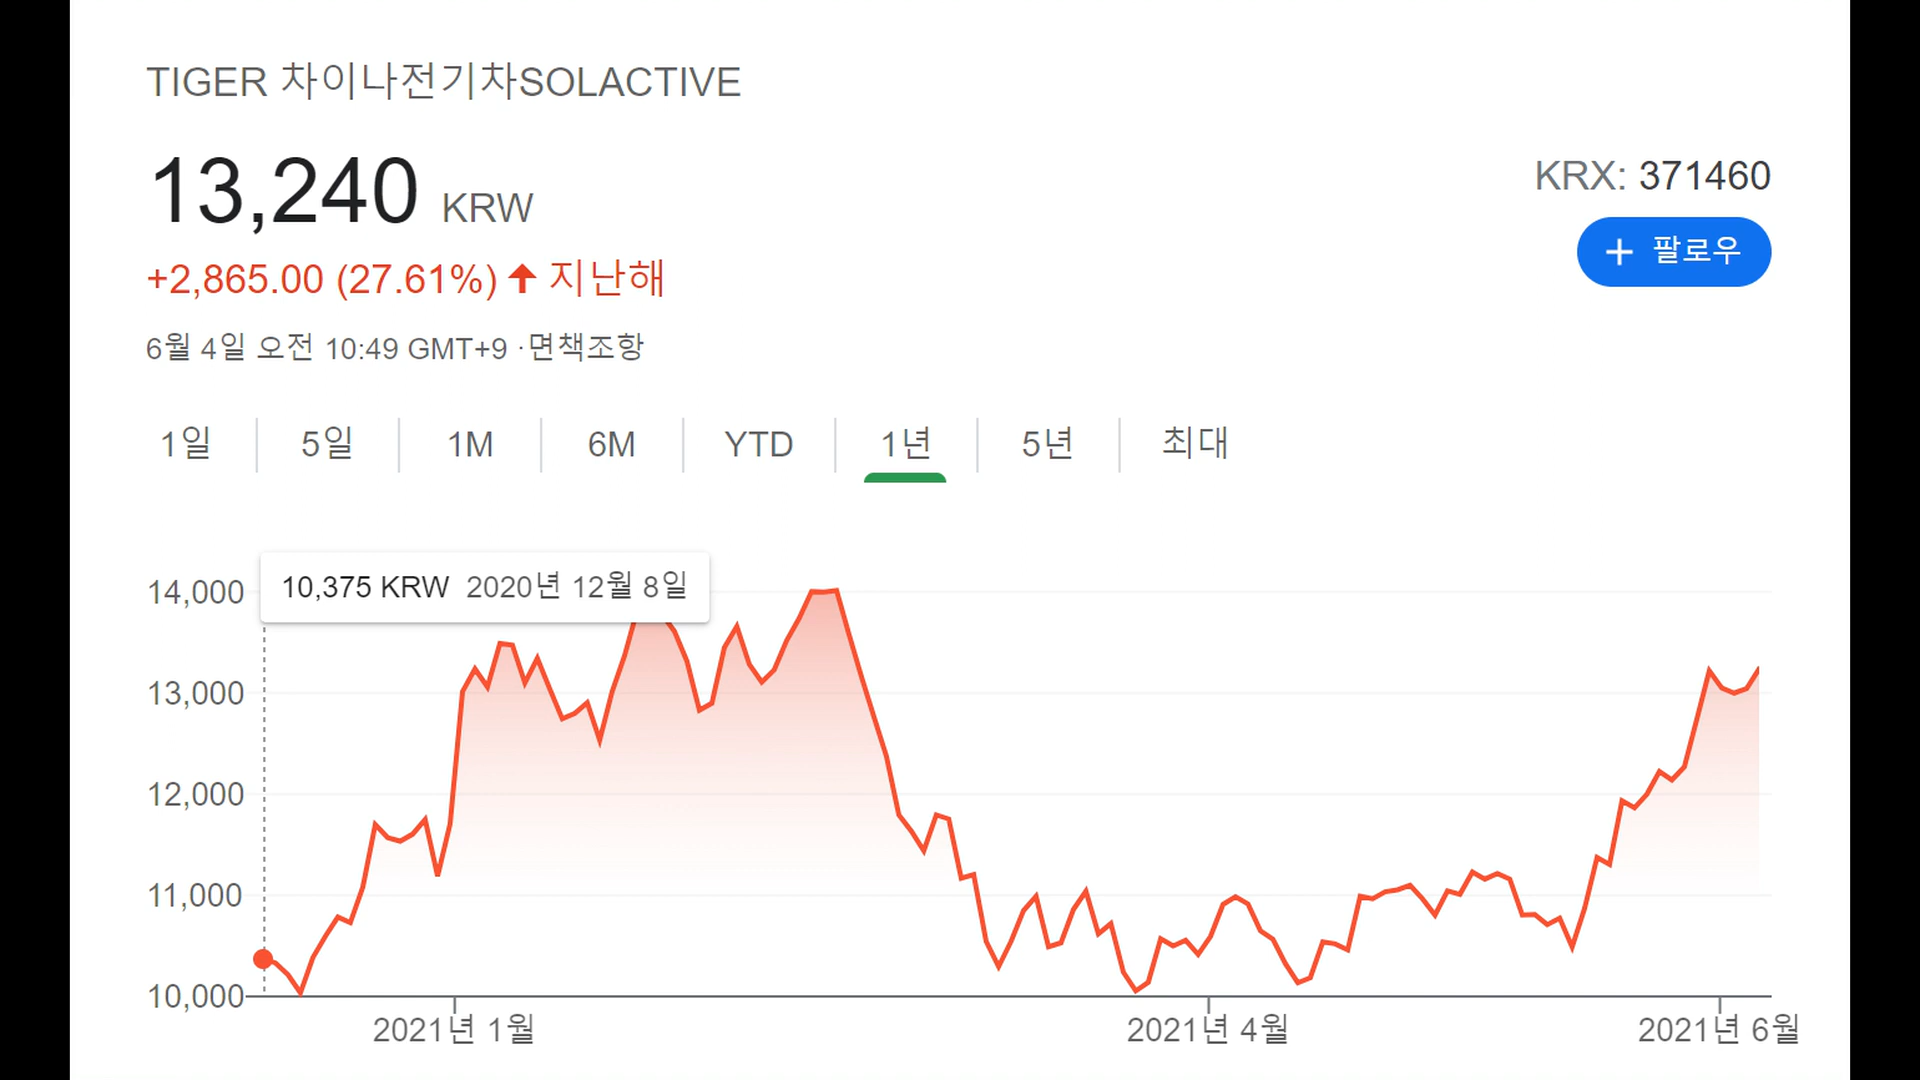 TIGER 차이나전기차SOLACTIVE
13,240 KRW
KRX: 371460
+ 팔로우
+2,865.00 (27.61%) ↑ 지난해
6월 4일 오전 10:49 GMT+9 ·면책조항
1일 5일 1M 6M YTD 1년 5년 최대
10,375 KRW 2020년 12월 8일
14,000
13,000
12,000
11,000
10,000
2021년 1월 2021년 4월 2021년 6월